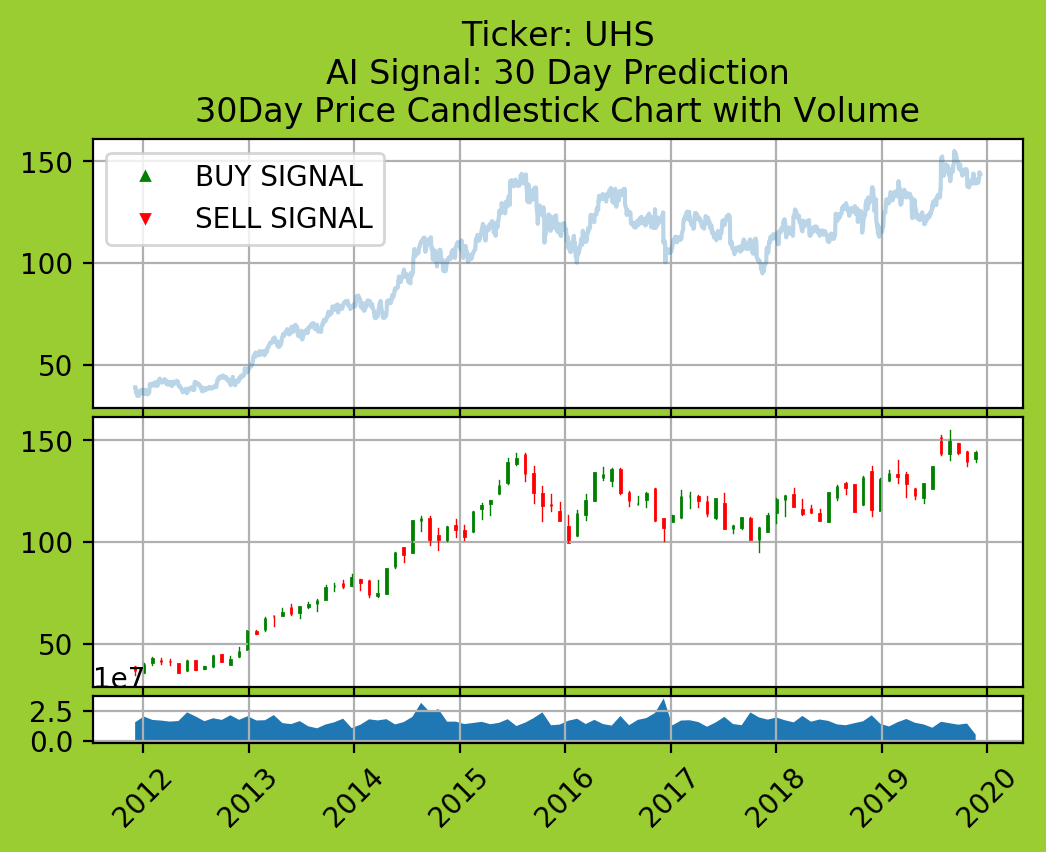 Ticker: UHS
AI Signal: 30 Day Prediction
30Day Price Candlestick Chart with Volume
BUY SIGNAL
SELL SIGNAL
150
100
50
150
100
50
1e7
2.5
0.0
2012
2013
2014
2015
2016
2017
2018
2019
2020